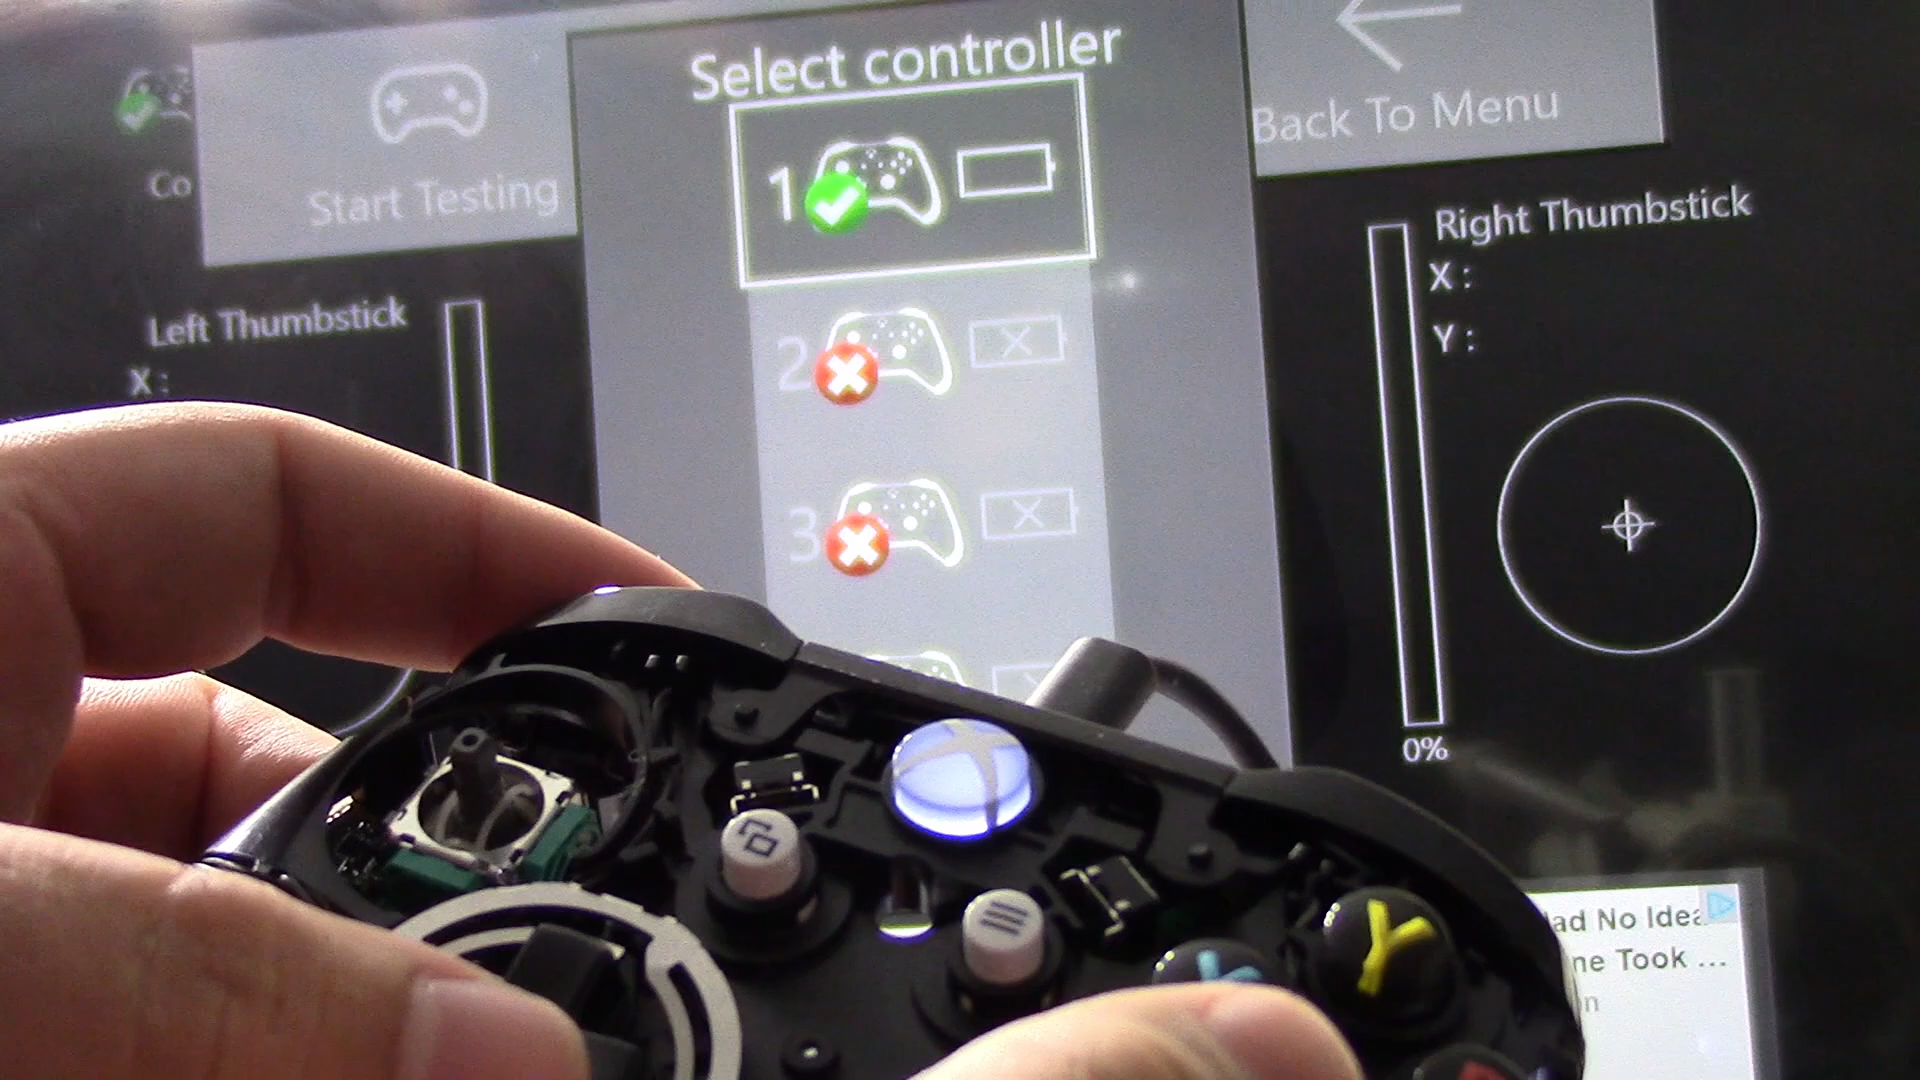 Select controller
Start Testing
Back To Menu
Co
1
2
3
Left Thumbstick
X :
Right Thumbstick
X :
Y :
0%
ad No Idea
ne Took ...
n
Y
X